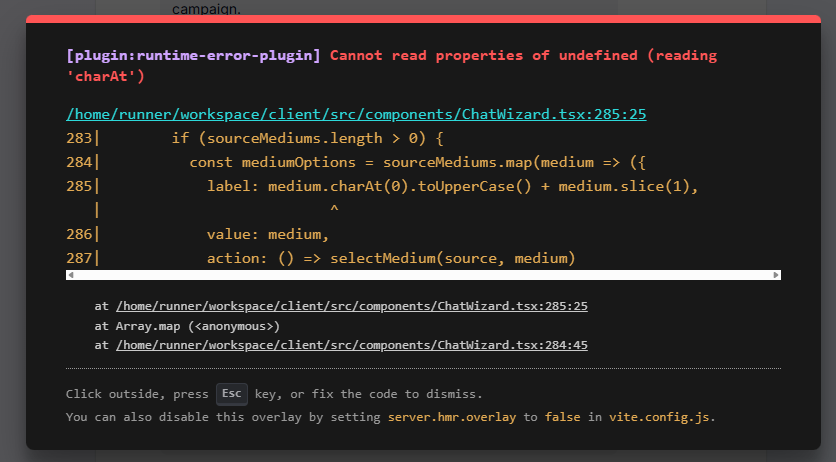 campaign.
[plugin:runtime-error-plugin] Cannot read properties of undefined (reading
'charAt')
/home/runner/workspace/client/src/components/ChatWizard.tsx:285:25
283|        if (sourceMediums.length > 0) {
284|          const mediumOptions = sourceMediums.map(medium => ({
285|            label: medium.charAt(0).toUpperCase() + medium.slice(1),
   |                          ^
286|            value: medium,
287|            action: () => selectMedium(source, medium)
at /home/runner/workspace/client/src/components/ChatWizard.tsx:285:25
at Array.map (<anonymous>)
at /home/runner/workspace/client/src/components/ChatWizard.tsx:284:45
Click outside, press Esc key, or fix the code to dismiss.
You can also disable this overlay by setting server.hmr.overlay to false in vite.config.js.